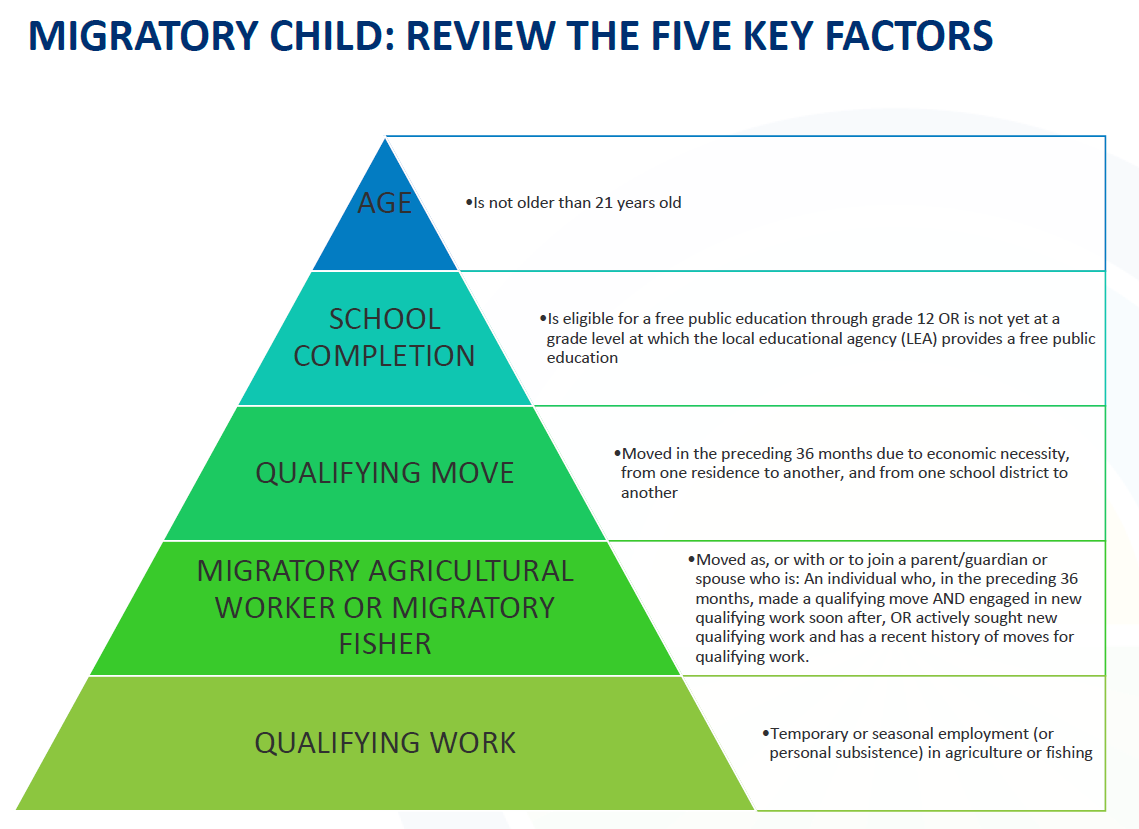 MIGRATORY CHILD: REVIEW THE FIVE KEY FACTORS
AGE
•Is not older than 21 years old
SCHOOL
COMPLETION
•Is eligible for a free public education through grade 12 OR is not yet at a
grade level at which the local educational agency (LEA) provides a free public
education
QUALIFYING MOVE
•Moved in the preceding 36 months due to economic necessity,
from one residence to another, and from one school district to
another
MIGRATORY AGRICULTURAL
WORKER OR MIGRATORY
FISHER
•Moved as, or with or to join a parent/guardian or
spouse who is: An individual who, in the preceding 36
months, made a qualifying move AND engaged in new
qualifying work soon after, OR actively sought new
qualifying work and has a recent history of moves for
qualifying work.
QUALIFYING WORK
•Temporary or seasonal employment (or
personal subsistence) in agriculture or fishing